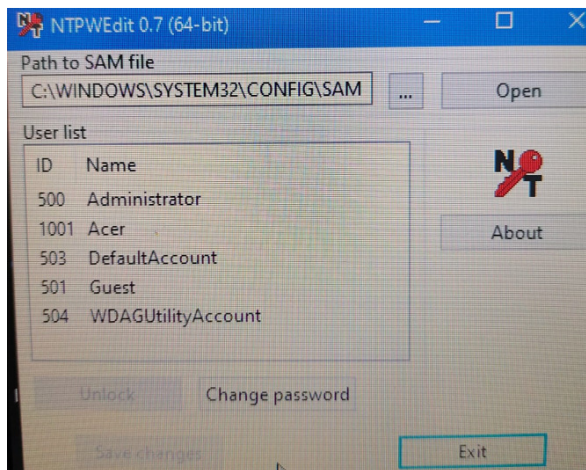 NTPWEdit 0.7 (64-bit)
Path to SAM file
C:\WINDOWS\SYSTEM32\CONFIG\SAM ... Open
User list
ID Name
500 Administrator
1001 Acer
503 DefaultAccount
501 Guest
504 WDAGUtilityAccount
NT
About
Unlock Change password
Save changes Exit